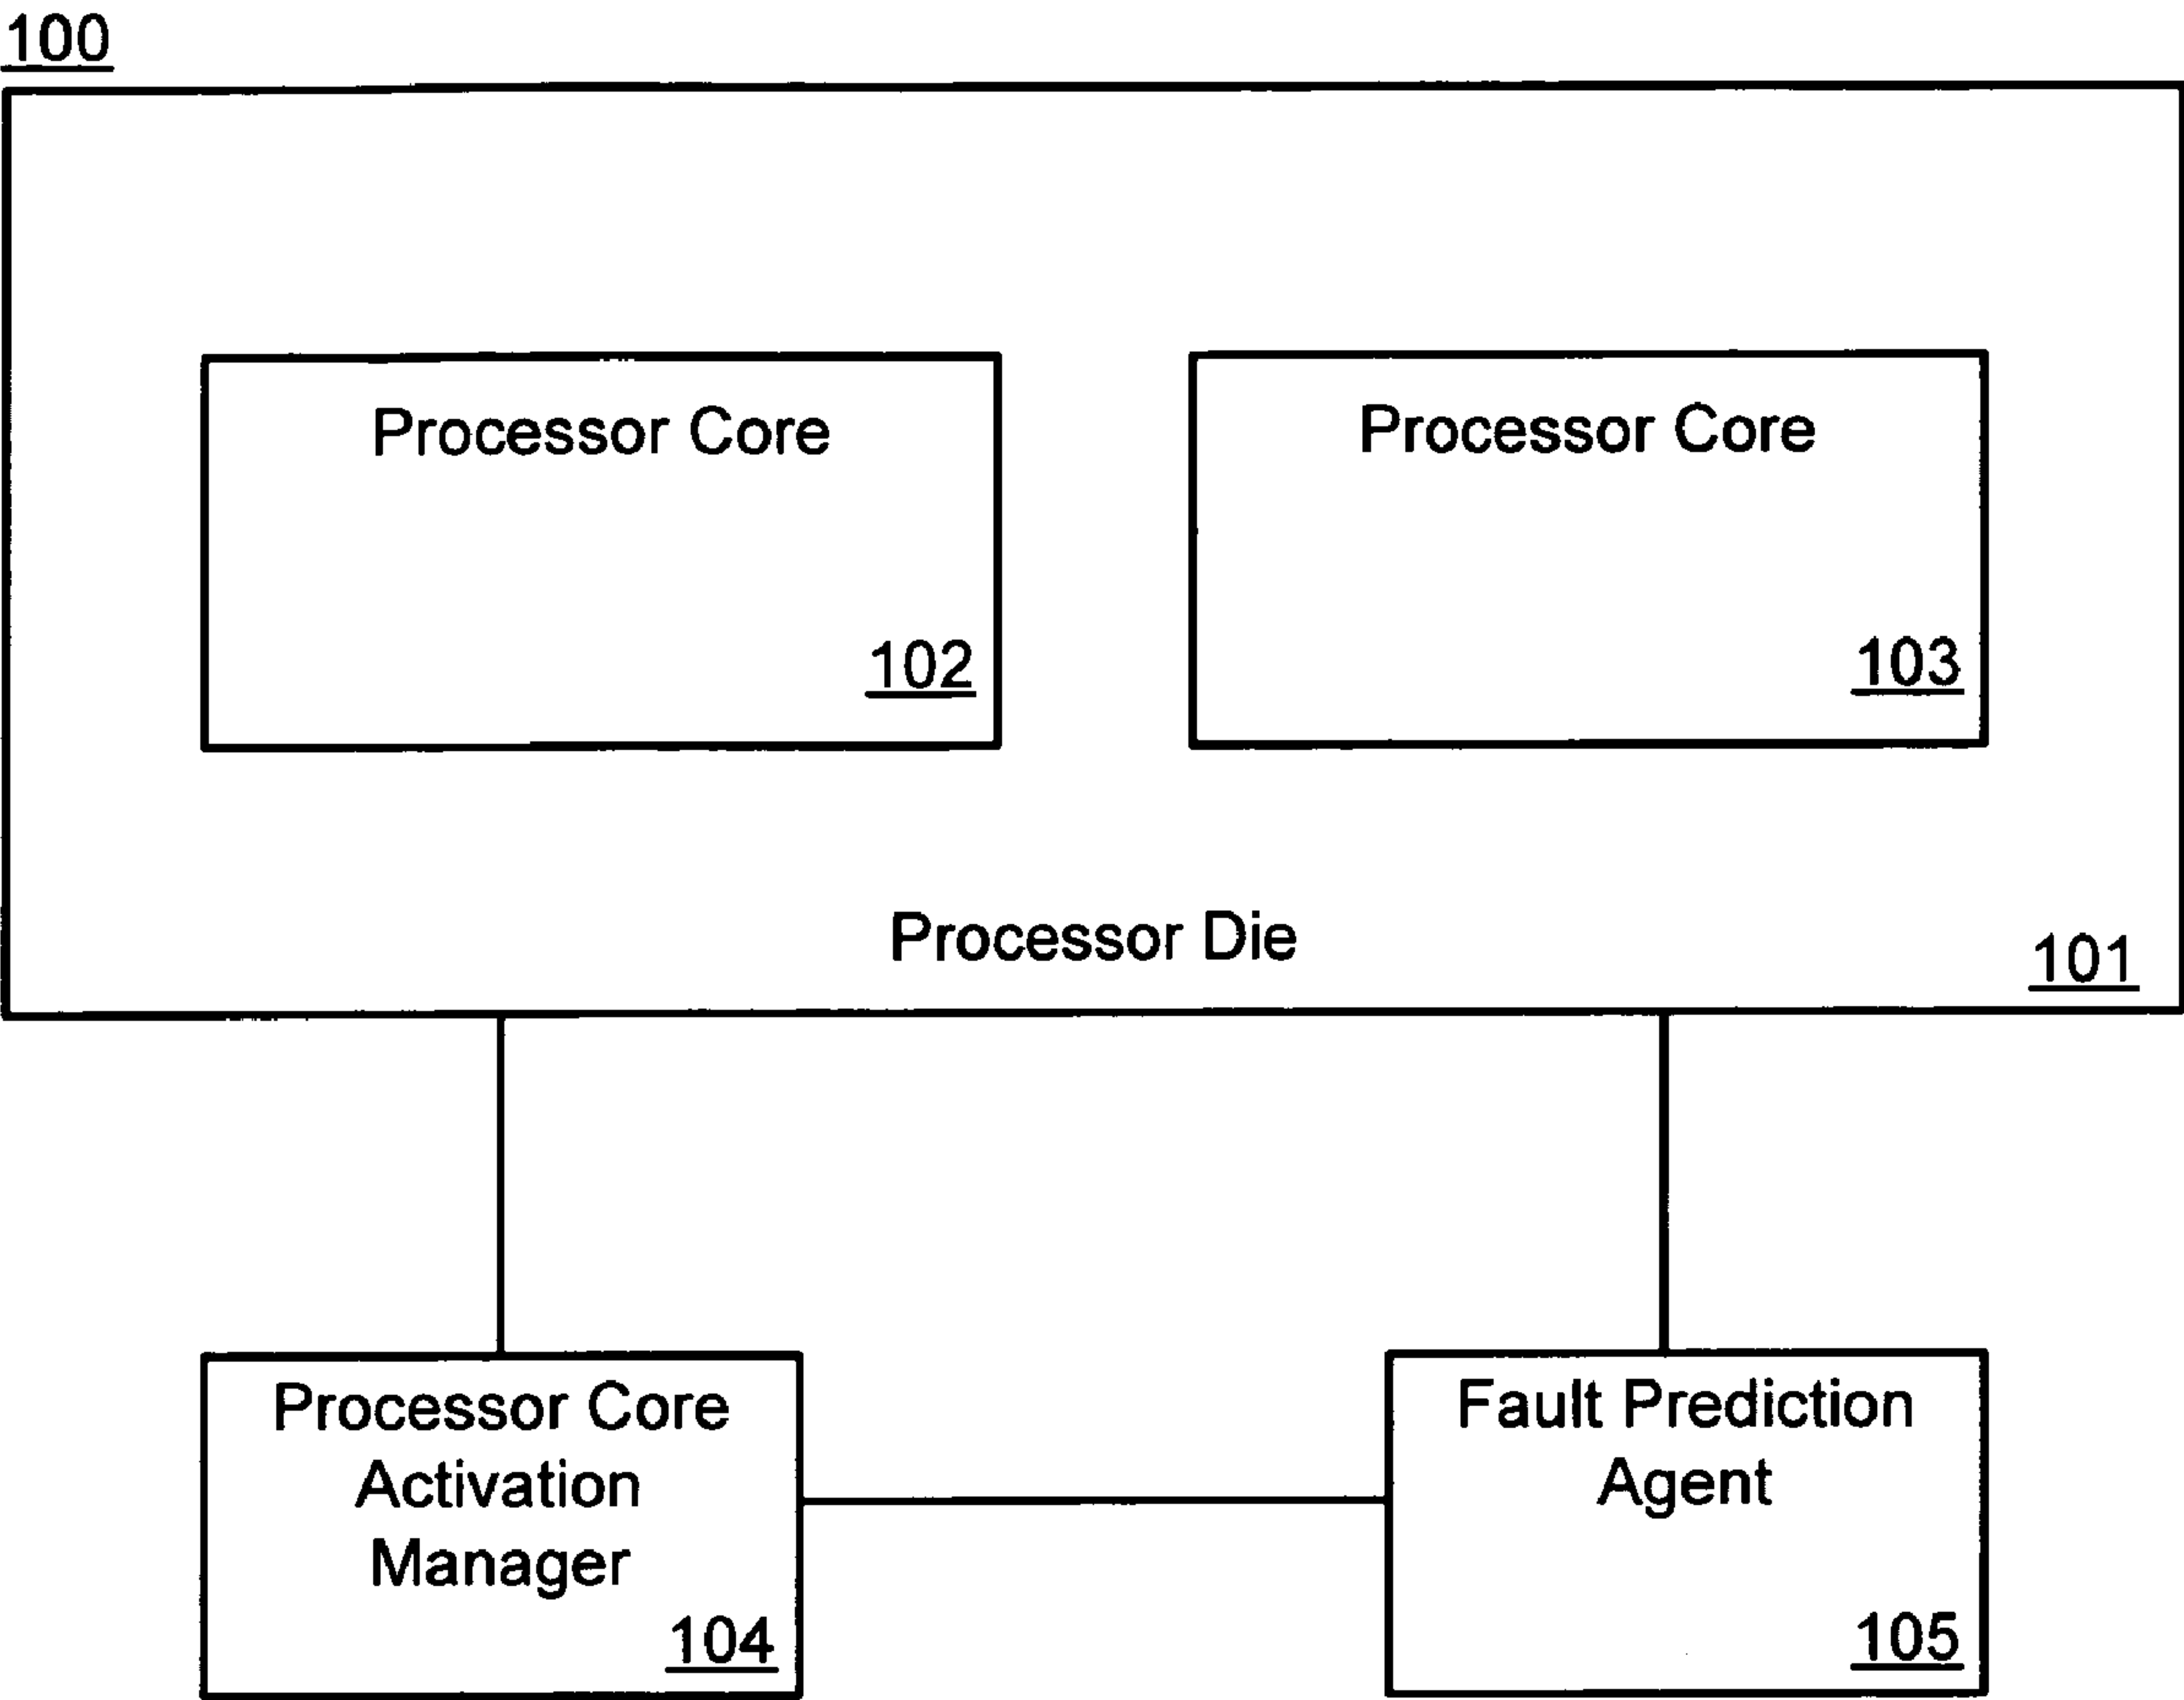 100
Processor Core
102
Processor Core
103
Processor Die
101
Processor Core
Activation
Manager
104
Fault Prediction
Agent
105